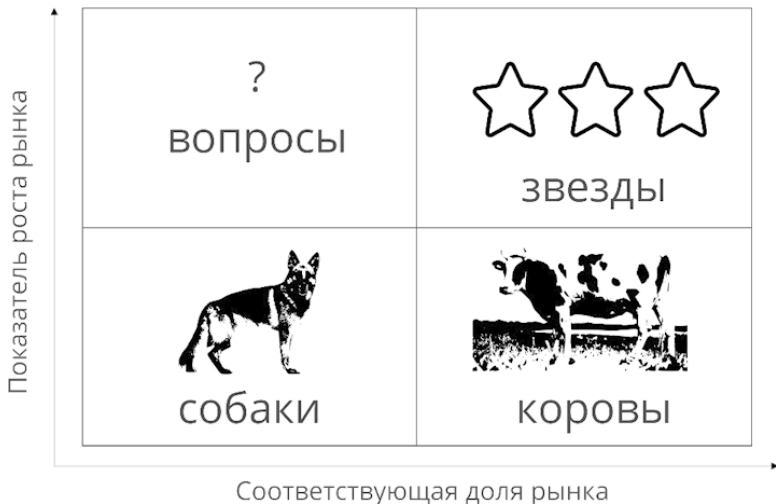 Показатель роста рынка
?
вопросы
звезды
собаки
коровы
Соответствующая доля рынка